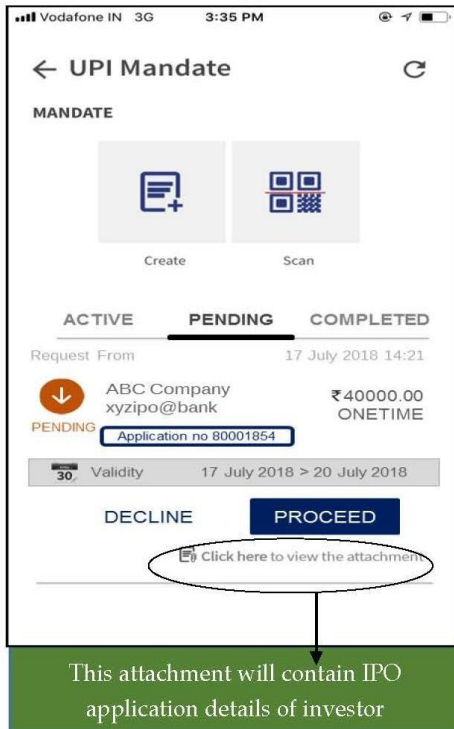 Vodafone IN 3G 3:35 PM
← UPI Mandate
MANDATE
Create Scan
ACTIVE PENDING COMPLETED
Request From 17 July 2018 14:21
ABC Company ₹40000.00
xyzipo@bank ONETIME
PENDING
Application no 80001854
30 Validity 17 July 2018 > 20 July 2018
DECLINE PROCEED
Click here to view the attachment
This attachment will contain IPO
application details of investor